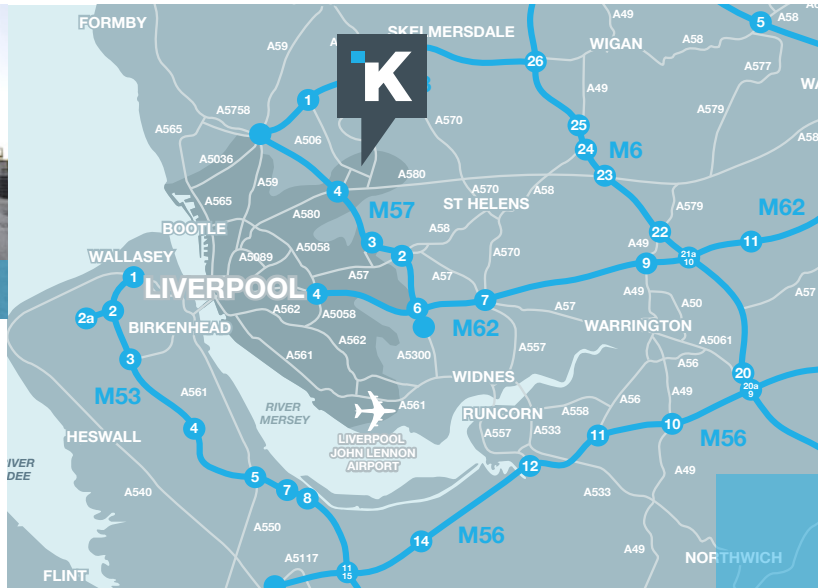 FORMBY
A59
SKELMERSDALE
A49
WIGAN
A58
5
A58
A577
26
K
1
A49
A579
A5758
A565
A506
A570
25
24
M6
A5036
A59
A580
23
A565
4
A570
A58
A579
A580
M57
ST HELENS
M62
BOOTLE
A5058
3
A58
22
11
WALLASEY
A5089
2
A570
A49
21a
10
9
1
LIVERPOOL
4
A57
A57
7
A49
A57
2a
2
A562
A5058
6
M62
A57
A50
BIRKENHEAD
WARRINGTON
A562
A5061
3
A561
A5300
A557
A56
20
M53
A561
WIDNES
A49
20a
9
RIVER
MERSEY
A561
RUNCORN
A558
A56
4
LIVERPOOL
JOHN LENNON
AIRPORT
A557
A533
11
10
M56
HESWALL
12
A49
DEE
5
7
8
A540
A533
A550
M56
14
A49
A5117
NORTHWICH
FLINT
11
15